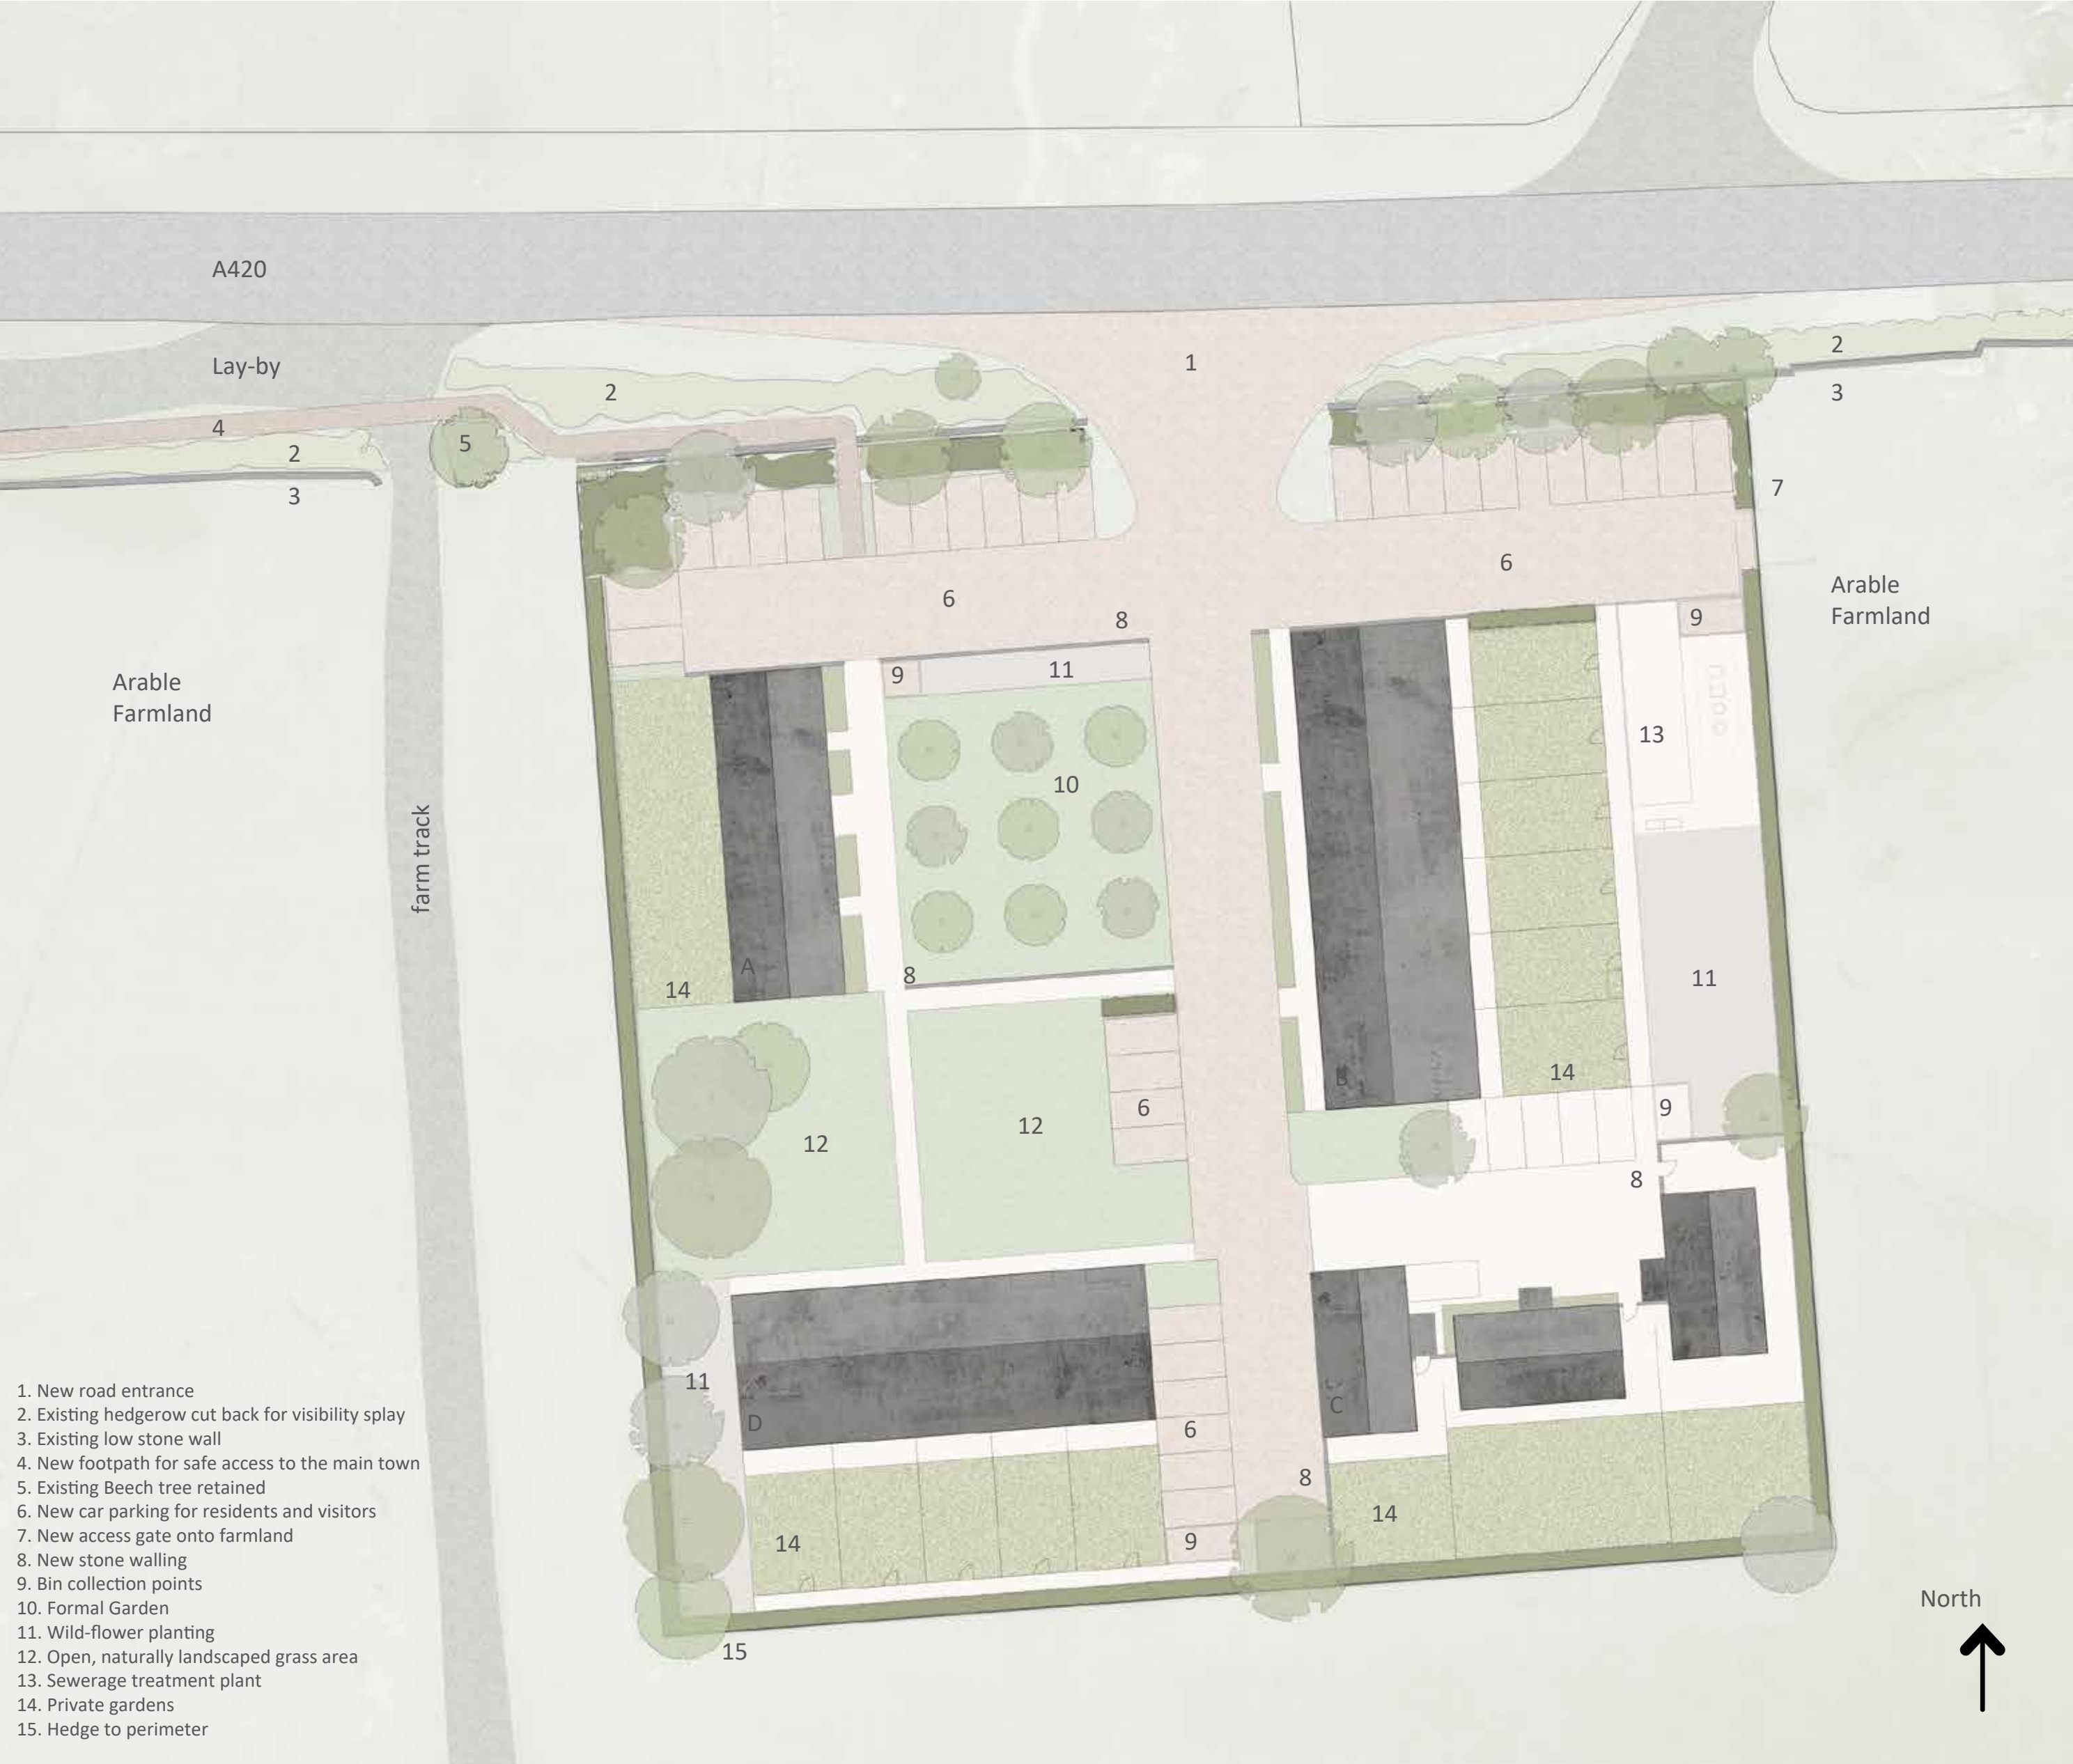 A420
1
Lay-by
2
3
2
4
5
2
3
7
6
Arable
Farmland
6
8
9
Arable
Farmland
9
11
13
10
farm track
A
8
14
11
B
14
9
6
12
12
8
11
D
C
6
8
14
14
9
15
1. New road entrance
2. Existing hedgerow cut back for visibility splay
3. Existing low stone wall
4. New footpath for safe access to the main town
5. Existing Beech tree retained
6. New car parking for residents and visitors
7. New access gate onto farmland
8. New stone walling
9. Bin collection points
10. Formal Garden
11. Wild-flower planting
12. Open, naturally landscaped grass area
13. Sewerage treatment plant
14. Private gardens
15. Hedge to perimeter
North